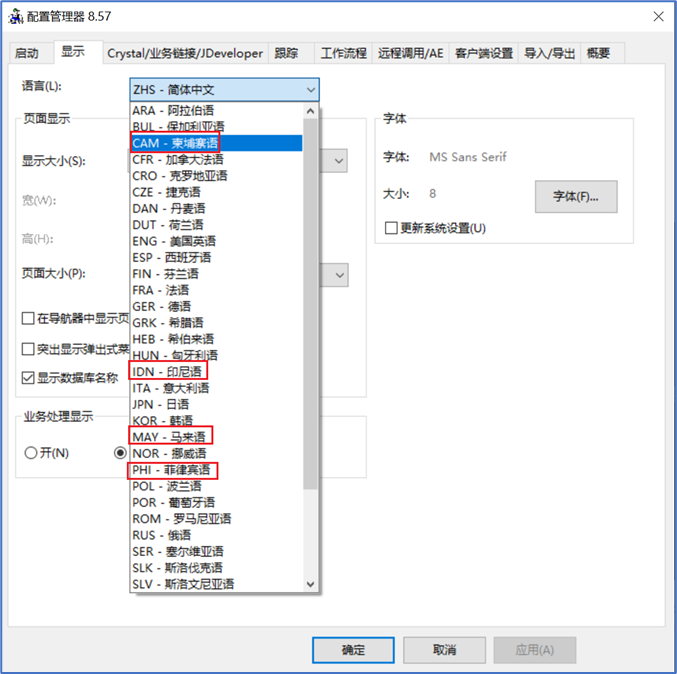 配置管理器 8.57
启动 显示 Crystal/业务链接/JDeveloper 跟踪 工作流程 远程调用/AE 客户端设置 导入/导出 概要
语言(L):
ZHS - 简体中文
ARA - 阿拉伯语
BUL - 保加利亚语
CAM - 柬埔寨语
CFR - 加拿大法语
CRO - 克罗地亚语
CZE - 捷克语
DAN - 丹麦语
DUT - 荷兰语
ENG - 美国英语
ESP - 西班牙语
FIN - 芬兰语
FRA - 法语
GER - 德语
GRK - 希腊语
HEB - 希伯来语
HUN - 匈牙利语
IDN - 印尼语
ITA - 意大利语
JPN - 日语
KOR - 韩语
MAY - 马来语
NOR - 挪威语
PHI - 菲律宾语
POL - 波兰语
POR - 葡萄牙语
ROM - 罗马尼亚语
RUS - 俄语
SER - 塞尔维亚语
SLK - 斯洛伐克语
SLV - 斯洛文尼亚语
页面显示
显示大小(S):
宽(W):
高(H):
页面大小(P):
在导航器中显示页
突出显示弹出式菜
显示数据库名称
业务处理显示
开(N)
字体
字体: MS Sans Serif
大小: 8
字体(F)...
更新系统设置(U)
确定 取消 应用(A)